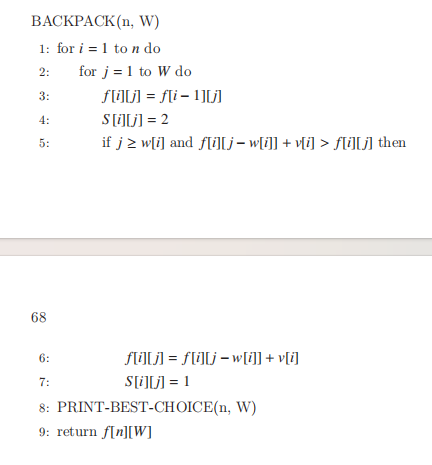 BACKPACK(n, W)
1: for i = 1 to n do
2: for j = 1 to W do
3: f[i][j] = f[i − 1][j]
4: S[i][j] = 2
5: if j ≥ w[i] and f[i][j − w[i]] + v[i] > f[i][j] then
68
6: f[i][j] = f[i][j − w[i]] + v[i]
7: S[i][j] = 1
8: PRINT-BEST-CHOICE(n, W)
9: return f[n][W]